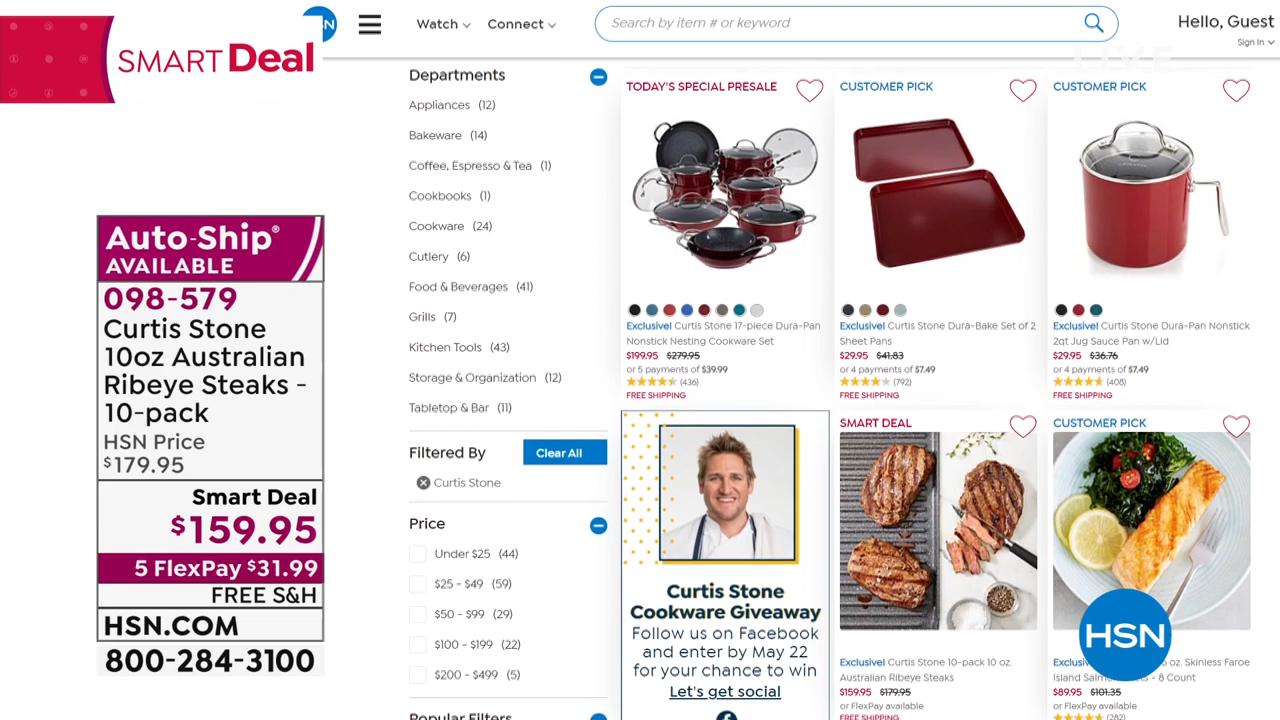 SMART Deal
Watch
Connect
Search by item # or keyword
Hello, Guest
Sign In
LIVE
Auto-Ship®
AVAILABLE
098-579
Curtis Stone
10oz Australian
Ribeye Steaks -
10-pack
HSN Price
$179.95
Smart Deal
$159.95
5 FlexPay $31.99
FREE S&H
HSN.COM
800-284-3100
Departments
Appliances (12)
Bakeware (14)
Coffee, Espresso & Tea (1)
Cookbooks (1)
Cookware (24)
Cutlery (6)
Food & Beverages (41)
Grills (7)
Kitchen Tools (43)
Storage & Organization (12)
Tabletop & Bar (11)
Filtered By
Clear All
Curtis Stone
Price
Under $25 (44)
$25 - $49 (59)
$50 - $99 (29)
$100 - $199 (22)
$200 - $499 (5)
Popular Filters
TODAY'S SPECIAL PRESALE
Exclusive! Curtis Stone 17-piece Dura-Pan
Nonstick Nesting Cookware Set
$199.95 $279.95
or 5 payments of $39.99
(436)
FREE SHIPPING
CUSTOMER PICK
Exclusive! Curtis Stone Dura-Bake Set of 2
Sheet Pans
$29.95 $41.83
or 4 payments of $7.49
(792)
FREE SHIPPING
CUSTOMER PICK
Exclusive! Curtis Stone Dura-Pan Nonstick
2qt Jug Sauce Pan w/Lid
$29.95 $36.76
or 4 payments of $7.49
(408)
FREE SHIPPING
Curtis Stone
Cookware Giveaway
Follow us on Facebook
and enter by May 22
for your chance to win
Let's get social
SMART DEAL
Exclusive! Curtis Stone 10-pack 10 oz.
Australian Ribeye Steaks
$159.95 $179.95
or FlexPay available
FREE SHIPPING
CUSTOMER PICK
oz. Skinless Faroe
- 8 Count
$89.95 $101.35
or FlexPay available
(282)
HSN